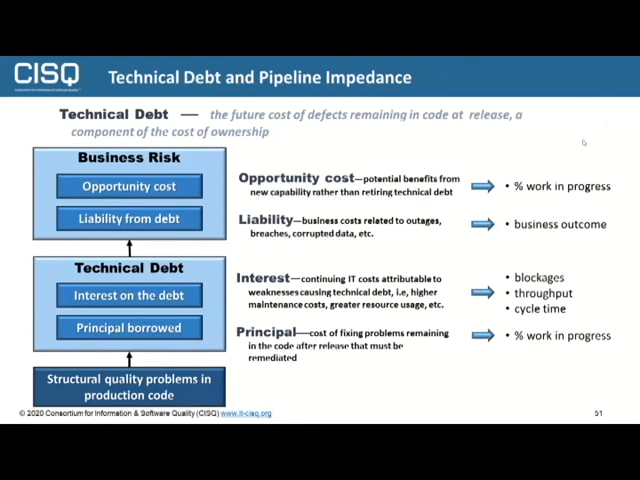 CISQ
Technical Debt and Pipeline Impedance
Technical Debt — the future cost of defects remaining in code at release, a
component of the cost of ownership
Business Risk
Opportunity cost
Liability from debt
Opportunity cost—potential benefits from
new capability rather than retiring technical debt
• % work in progress
Liability—business costs related to outages,
breaches, corrupted data, etc.
• business outcome
Technical Debt
Interest on the debt
Principal borrowed
Interest—continuing IT costs attributable to
weaknesses causing technical debt, i.e, higher
maintenance costs, greater resource usage, etc.
• blockages
• throughput
• cycle time
Principal—cost of fixing problems remaining
in the code after release that must be
remediated
• % work in progress
Structural quality problems in
production code
© 2020 Consortium for Information & Software Quality (CISQ) www.it-cisq.org
51